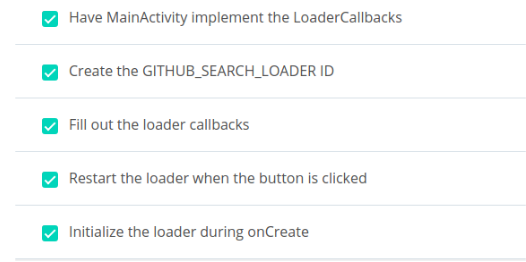 Have MainActivity implement the LoaderCallbacks
Create the GITHUB_SEARCH_LOADER ID
Fill out the loader callbacks
Restart the loader when the button is clicked
Initialize the loader during onCreate